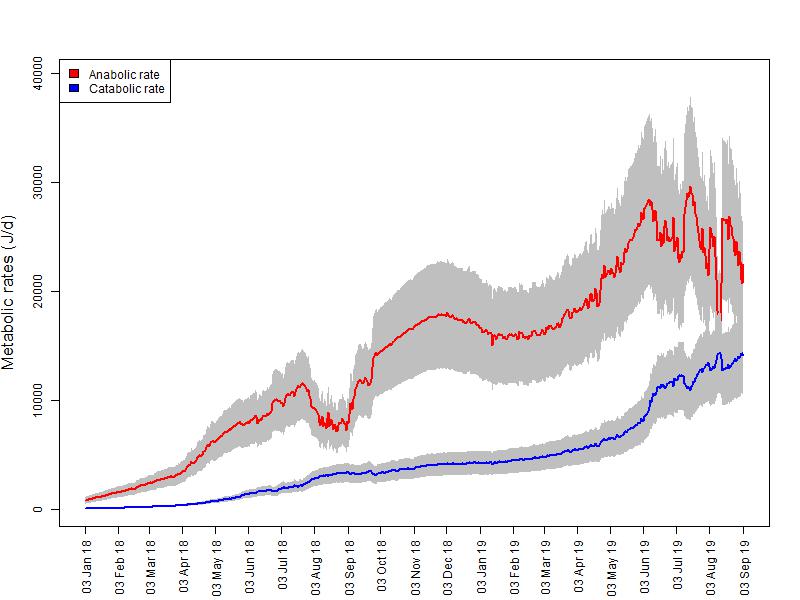 Anabolic rate
Catabolic rate
Metabolic rates (J/d)
40000
30000
20000
10000
0
03 Jan 18
03 Feb 18
03 Mar 18
03 Apr 18
03 May 18
03 Jun 18
03 Jul 18
03 Aug 18
03 Sep 18
03 Oct 18
03 Nov 18
03 Dec 18
03 Jan 19
03 Feb 19
03 Mar 19
03 Apr 19
03 May 19
03 Jun 19
03 Jul 19
03 Aug 19
03 Sep 19